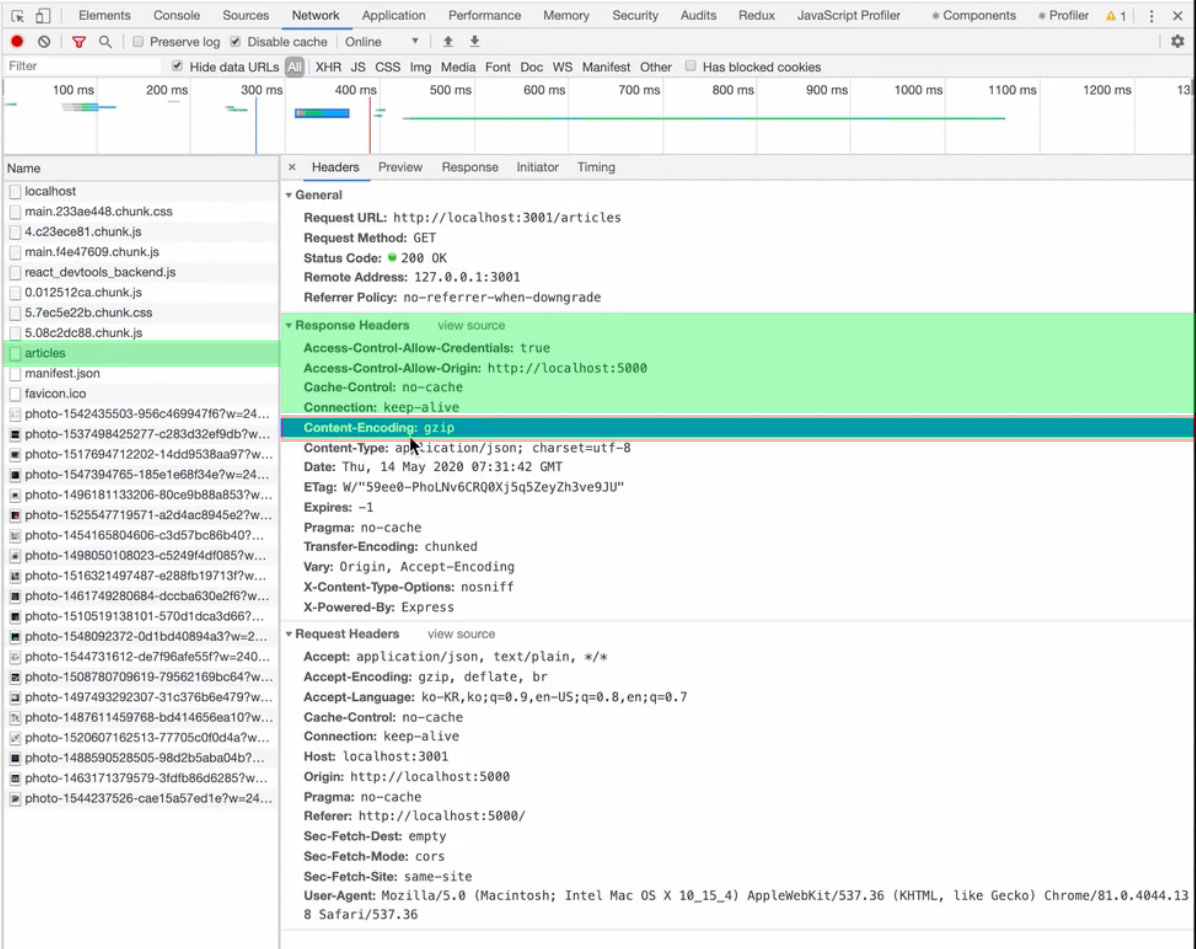 Elements Console Sources Network Application Performance Memory Security Audits Redux JavaScript Profiler Components Profiler 1
Preserve log Disable cache Online
Filter Hide data URLs All XHR JS CSS Img Media Font Doc WS Manifest Other Has blocked cookies
100 ms 200 ms 300 ms 400 ms 500 ms 600 ms 700 ms 800 ms 900 ms 1000 ms 1100 ms 1200 ms 13
Name
localhost
main.233ae448.chunk.css
4.c23ece81.chunk.js
main.f4e47609.chunk.js
react_devtools_backend.js
0.012512ca.chunk.js
5.7ec5e22b.chunk.css
5.08c2dc88.chunk.js
articles
manifest.json
favicon.ico
photo-1542435503-956c469947f6?w=24...
photo-1537498425277-c283d32ef9db?w...
photo-1517694712202-14dd9538aa97?w...
photo-1547394765-185e1e68f34e?w=24...
photo-1496181133206-80ce9b88a853?w...
photo-1525547719571-a2d4ac8945e2?w...
photo-1454165804606-c3d57bc86b40?...
photo-1498050108023-c5249f4df085?w...
photo-1516321497487-e288fb19713f?w...
photo-1461749280684-dccba630e2f6?w...
photo-1510519138101-570d1dca3d66?...
photo-1548092372-0d1bd40894a3?w=2...
photo-1544731612-de7f96afe55f?w=240...
photo-1508780709619-79562169bc64?w...
photo-1497493292307-31c376b6e479?w...
photo-1487611459768-bd414656ea10?w...
photo-1520607162513-77705c0f0d4a?w...
photo-1488590528505-98d2b5aba04b?...
photo-1463171379579-3fdfb86d6285?w...
photo-1544237526-cae15a57ed1e?w=24...
× Headers Preview Response Initiator Timing
General
Request URL: http://localhost:3001/articles
Request Method: GET
Status Code: 200 OK
Remote Address: 127.0.0.1:3001
Referrer Policy: no-referrer-when-downgrade
Response Headers view source
Access-Control-Allow-Credentials: true
Access-Control-Allow-Origin: http://localhost:5000
Cache-Control: no-cache
Connection: keep-alive
Content-Encoding: gzip
Content-Type: application/json; charset=utf-8
Date: Thu, 14 May 2020 07:31:42 GMT
ETag: W/"59ee0-PhoLNv6CRQ0Xj5q5ZeyZh3ve9JU"
Expires: -1
Pragma: no-cache
Transfer-Encoding: chunked
Vary: Origin, Accept-Encoding
X-Content-Type-Options: nosniff
X-Powered-By: Express
Request Headers view source
Accept: application/json, text/plain, */*
Accept-Encoding: gzip, deflate, br
Accept-Language: ko-KR,ko;q=0.9,en-US;q=0.8,en;q=0.7
Cache-Control: no-cache
Connection: keep-alive
Host: localhost:3001
Origin: http://localhost:5000
Pragma: no-cache
Referer: http://localhost:5000/
Sec-Fetch-Dest: empty
Sec-Fetch-Mode: cors
Sec-Fetch-Site: same-site
User-Agent: Mozilla/5.0 (Macintosh; Intel Mac OS X 10_15_4) AppleWebKit/537.36 (KHTML, like Gecko) Chrome/81.0.4044.13
8 Safari/537.36